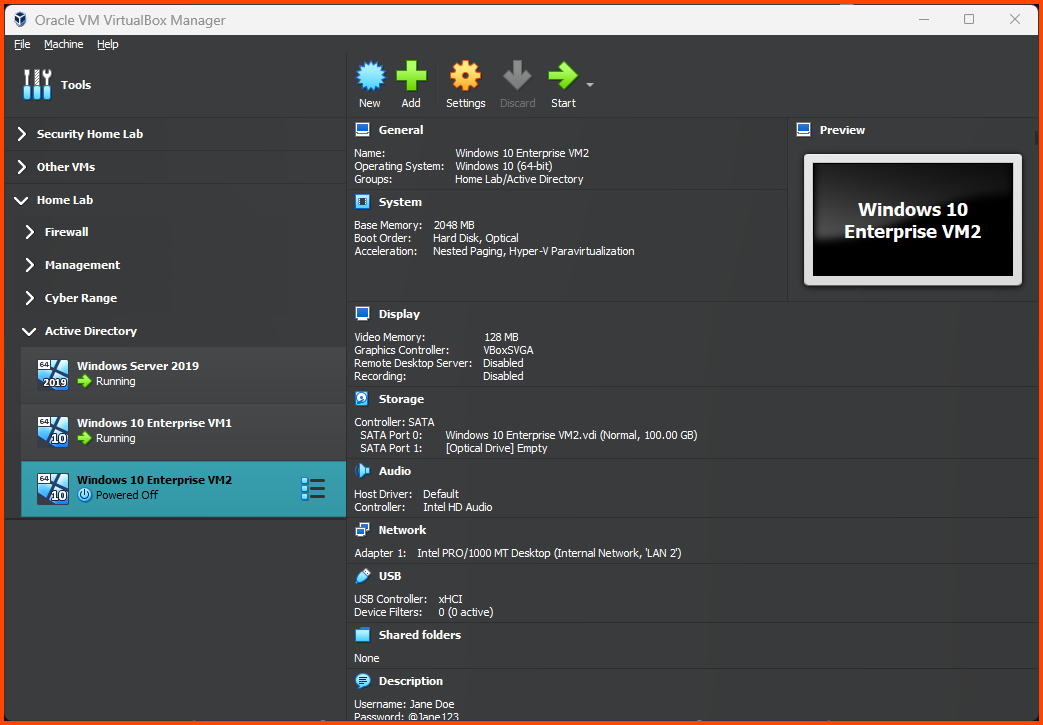 Oracle VM VirtualBox Manager
File Machine Help
Tools
New Add Settings Discard Start
Security Home Lab
Other VMs
Home Lab
Firewall
Management
Cyber Range
Active Directory
64 2019 Windows Server 2019
Running
64 10 Windows 10 Enterprise VM1
Running
64 10 Windows 10 Enterprise VM2
Powered Off
General
Name: Windows 10 Enterprise VM2
Operating System: Windows 10 (64-bit)
Groups: Home Lab/Active Directory
System
Base Memory: 2048 MB
Boot Order: Hard Disk, Optical
Acceleration: Nested Paging, Hyper-V Paravirtualization
Preview
Windows 10
Enterprise VM2
Display
Video Memory: 128 MB
Graphics Controller: VBoxSVGA
Remote Desktop Server: Disabled
Recording: Disabled
Storage
Controller: SATA
SATA Port 0: Windows 10 Enterprise VM2.vdi (Normal, 100.00 GB)
SATA Port 1: [Optical Drive] Empty
Audio
Host Driver: Default
Controller: Intel HD Audio
Network
Adapter 1: Intel PRO/1000 MT Desktop (Internal Network, 'LAN 2')
USB
USB Controller: xHCI
Device Filters: 0 (0 active)
Shared folders
None
Description
Username: Jane Doe
Password: @Jane123